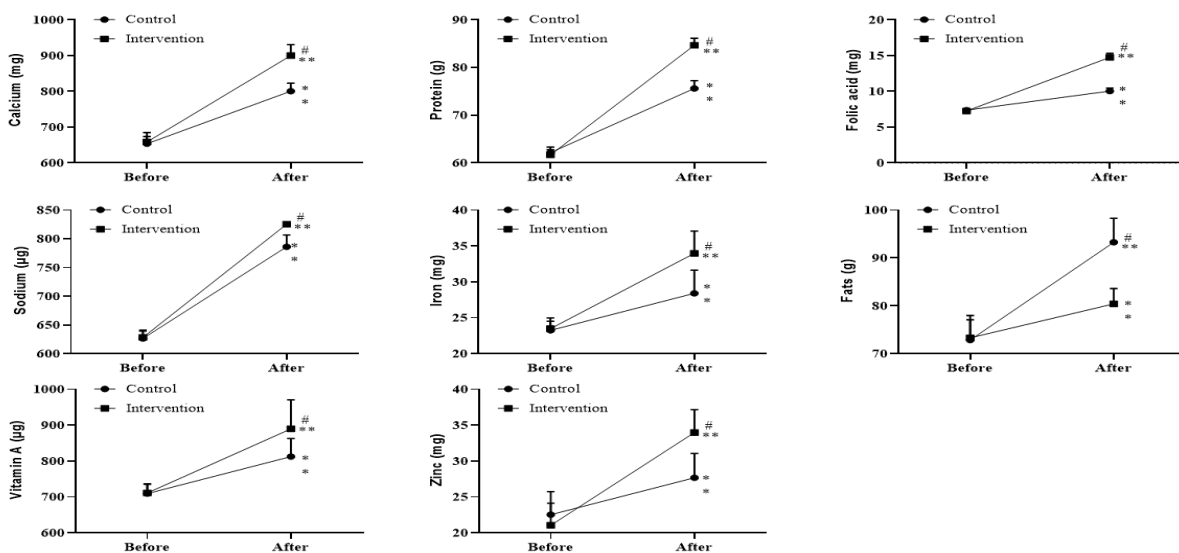 Calcium (mg)
1000
900
800
700
600
Control
Intervention
#
**
*
*
Before
After
Protein (g)
90
80
70
60
Control
Intervention
#
**
*
*
Before
After
Folic acid (mg)
20
15
10
5
0
Control
Intervention
#
**
*
*
Before
After
Sodium (µg)
850
800
750
700
650
600
Control
Intervention
#
**
*
*
Before
After
Iron (mg)
40
35
30
25
20
Control
Intervention
#
**
*
*
Before
After
Fats (g)
100
90
80
70
Control
Intervention
#
**
*
*
Before
After
Vitamin A (µg)
1000
900
800
700
600
Control
Intervention
#
**
*
*
Before
After
Zinc (mg)
40
35
30
25
20
Control
Intervention
#
**
*
*
Before
After